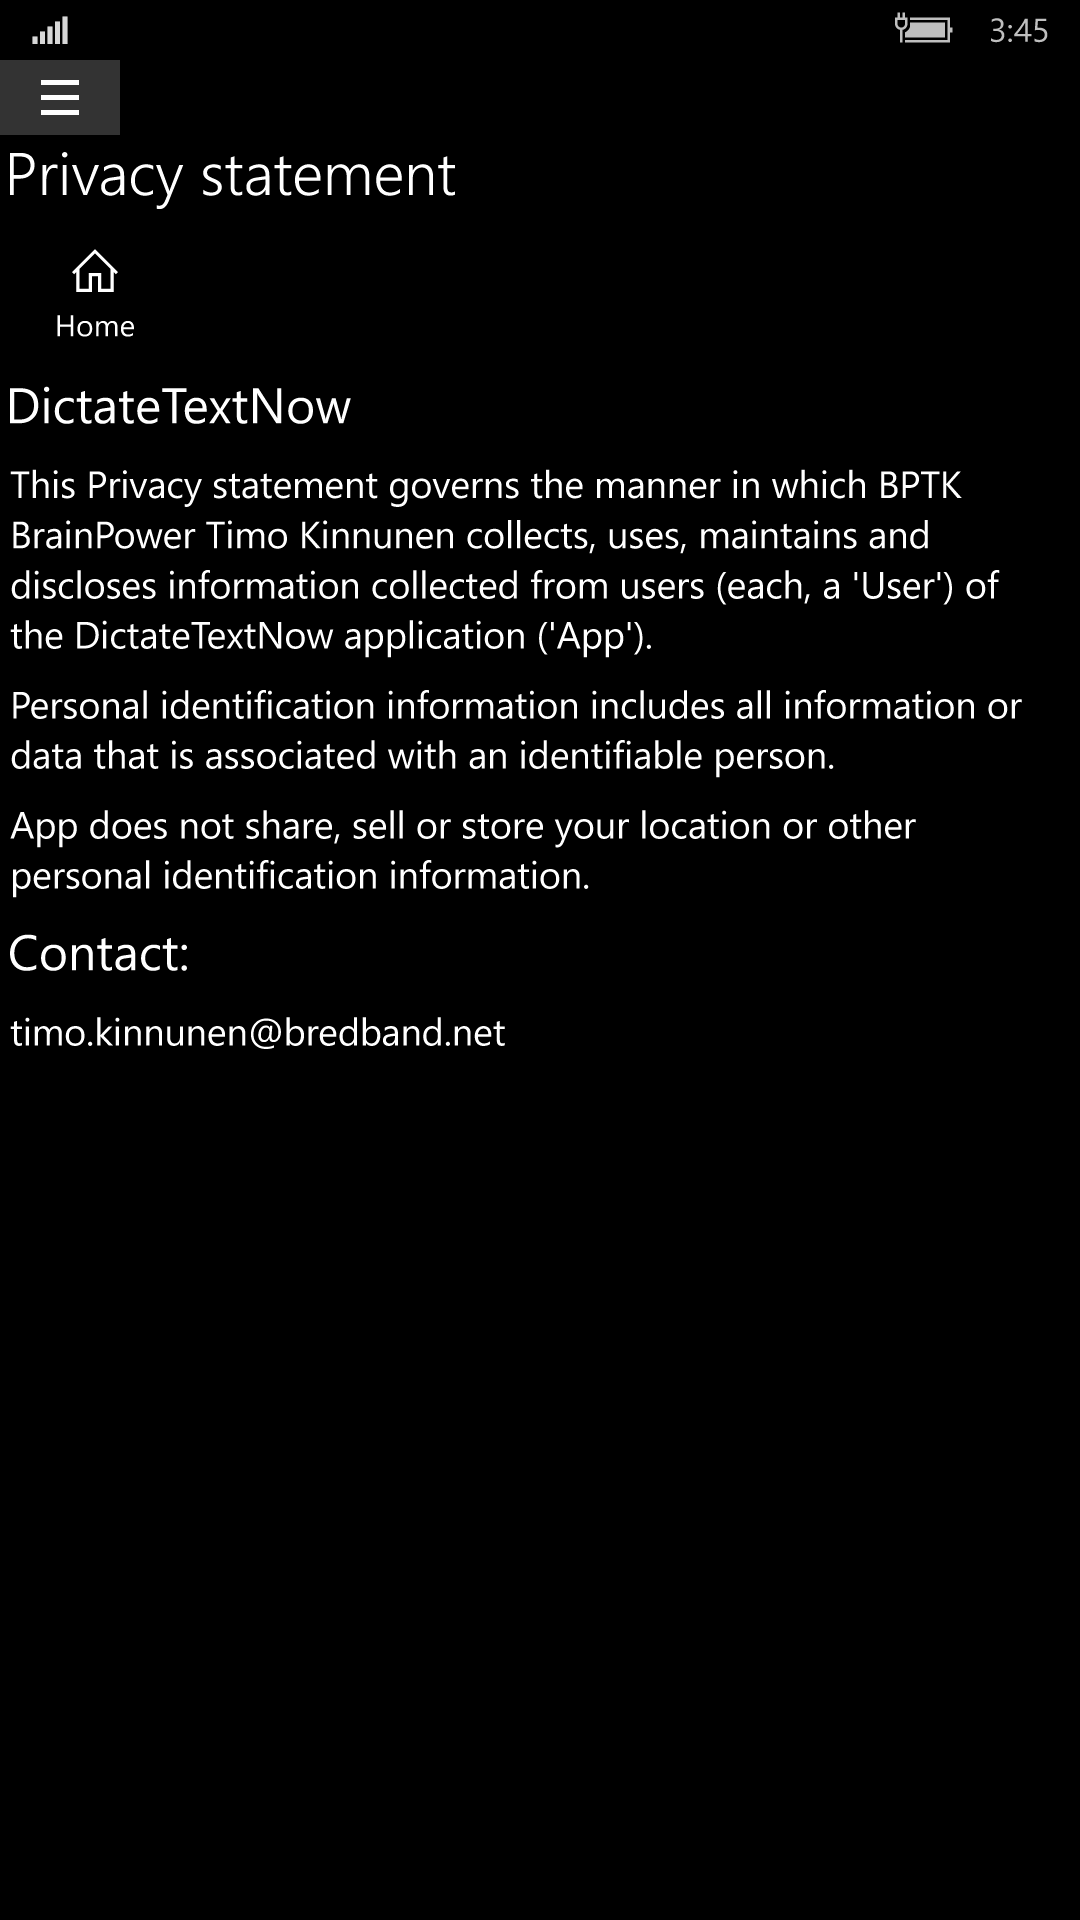 3:45
Privacy statement
Home
DictateTextNow
This Privacy statement governs the manner in which BPTK
BrainPower Timo Kinnunen collects, uses, maintains and
discloses information collected from users (each, a 'User') of
the DictateTextNow application ('App').
Personal identification information includes all information or
data that is associated with an identifiable person.
App does not share, sell or store your location or other
personal identification information.
Contact:
timo.kinnunen@bredband.net